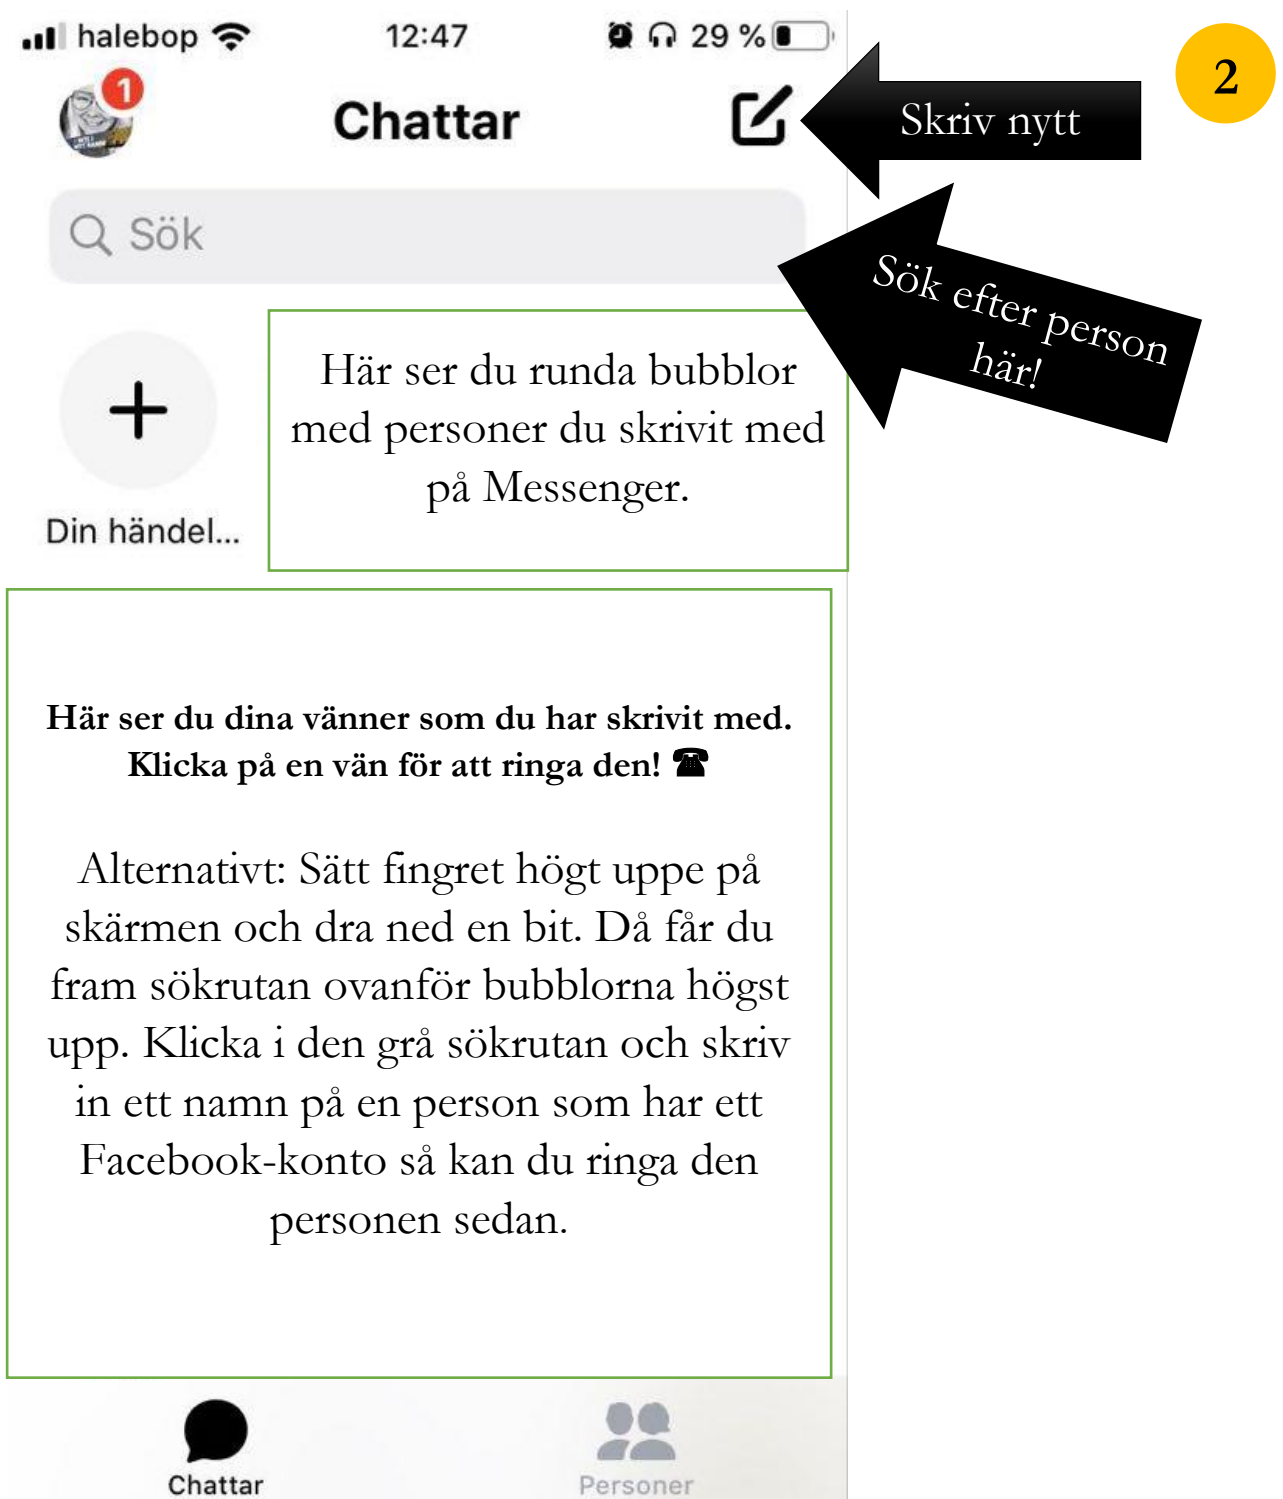 halebop 12:47 29 %
1
2
Chattar
Skriv nytt
Sök
Sök efter person
här!
Här ser du runda bubblor
med personer du skrivit med
på Messenger.
Din händel...
Här ser du dina vänner som du har skrivit med.
Klicka på en vän för att ringa den! ☎
Alternativt: Sätt fingret högt uppe på
skärmen och dra ned en bit. Då får du
fram sökrutan ovanför bubblorna högst
upp. Klicka i den grå sökrutan och skriv
in ett namn på en person som har ett
Facebook-konto så kan du ringa den
personen sedan.
Chattar
Personer